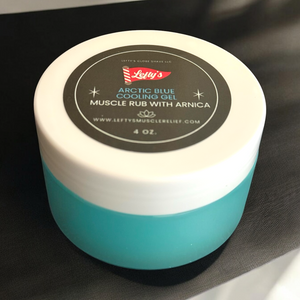 Lefty's
ARCTIC BLUE
COOLING GEL
MUSCLE RUB WITH ARNICA
WWW.LEFTYSMUSCLERELIEF.COM
4 OZ.